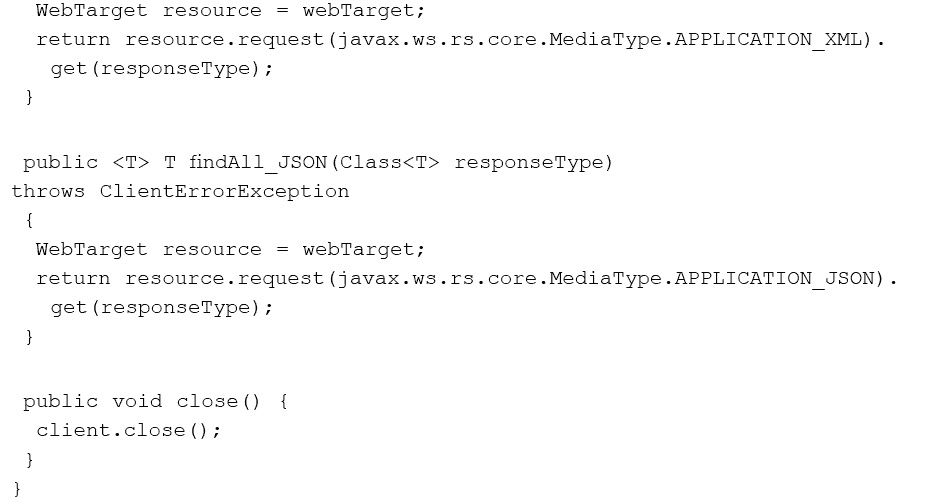 WebTarget resource = webTarget;
return resource.request(javax.ws.rs.core.MediaType.APPLICATION_XML).
get(responseType);
}
public <T> T findAll_JSON(Class<T> responseType)
throws ClientErrorException
{
WebTarget resource = webTarget;
return resource.request(javax.ws.rs.core.MediaType.APPLICATION_JSON).
get(responseType);
}
public void close() {
client.close();
}
}